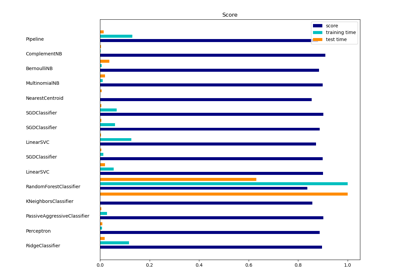 Score
score
training time
test time
Pipeline
ComplementNB
BernoulliNB
MultinomialNB
NearestCentroid
SGDClassifier
SGDClassifier
LinearSVC
SGDClassifier
LinearSVC
RandomForestClassifier
KNeighborsClassifier
PassiveAggressiveClassifier
Perceptron
RidgeClassifier
0.0 0.2 0.4 0.6 0.8 1.0